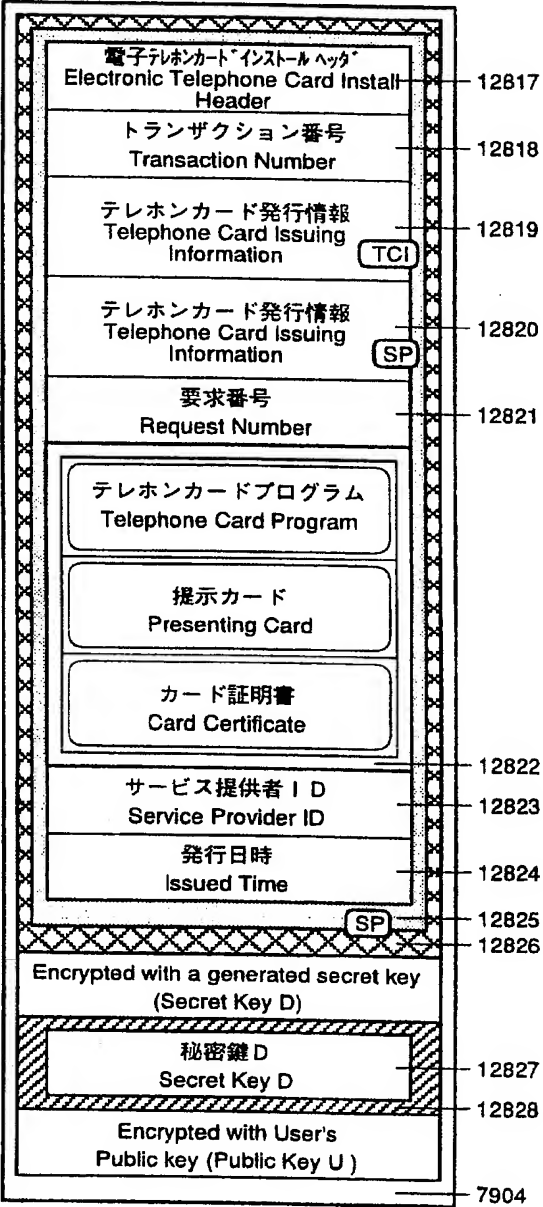 電子テレホンカード インストール ヘッダ
Electronic Telephone Card Install
Header
12817
トランザクション番号
Transaction Number
12818
テレホンカード発行情報
Telephone Card Issuing
Information
TCI
12819
テレホンカード発行情報
Telephone Card Issuing
Information
SP
12820
要求番号
Request Number
12821
テレホンカードプログラム
Telephone Card Program
提示カード
Presenting Card
カード証明書
Card Certificate
12822
サービス提供者ID
Service Provider ID
12823
発行日時
Issued Time
12824
SP
12825
12826
Encrypted with a generated secret key
(Secret Key D)
秘密鍵D
Secret Key D
12827
12828
Encrypted with User's
Public key (Public Key U )
7904